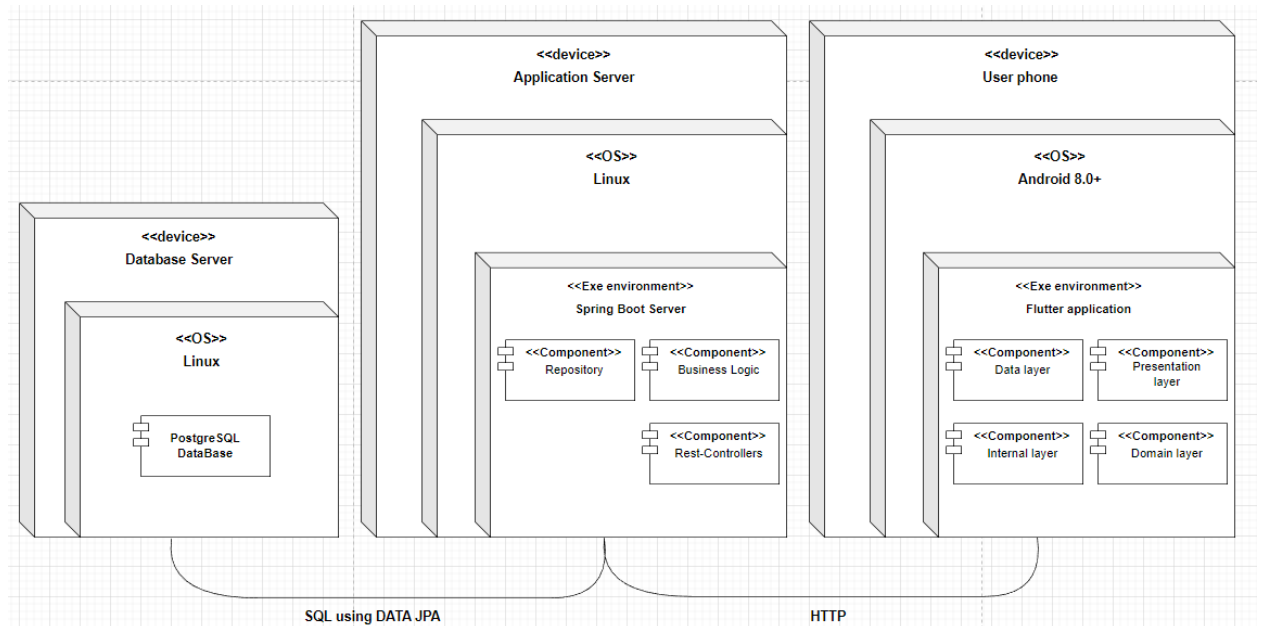 <<device>>
Database Server
<<OS>>
Linux
PostgreSQL
DataBase
<<device>>
Application Server
<<OS>>
Linux
<<Exe environment>>
Spring Boot Server
<<Component>>
Repository
<<Component>>
Business Logic
<<Component>>
Rest-Controllers
<<device>>
User phone
<<OS>>
Android 8.0+
<<Exe environment>>
Flutter application
<<Component>>
Data layer
<<Component>>
Presentation
layer
<<Component>>
Internal layer
<<Component>>
Domain layer
SQL using DATA JPA
HTTP